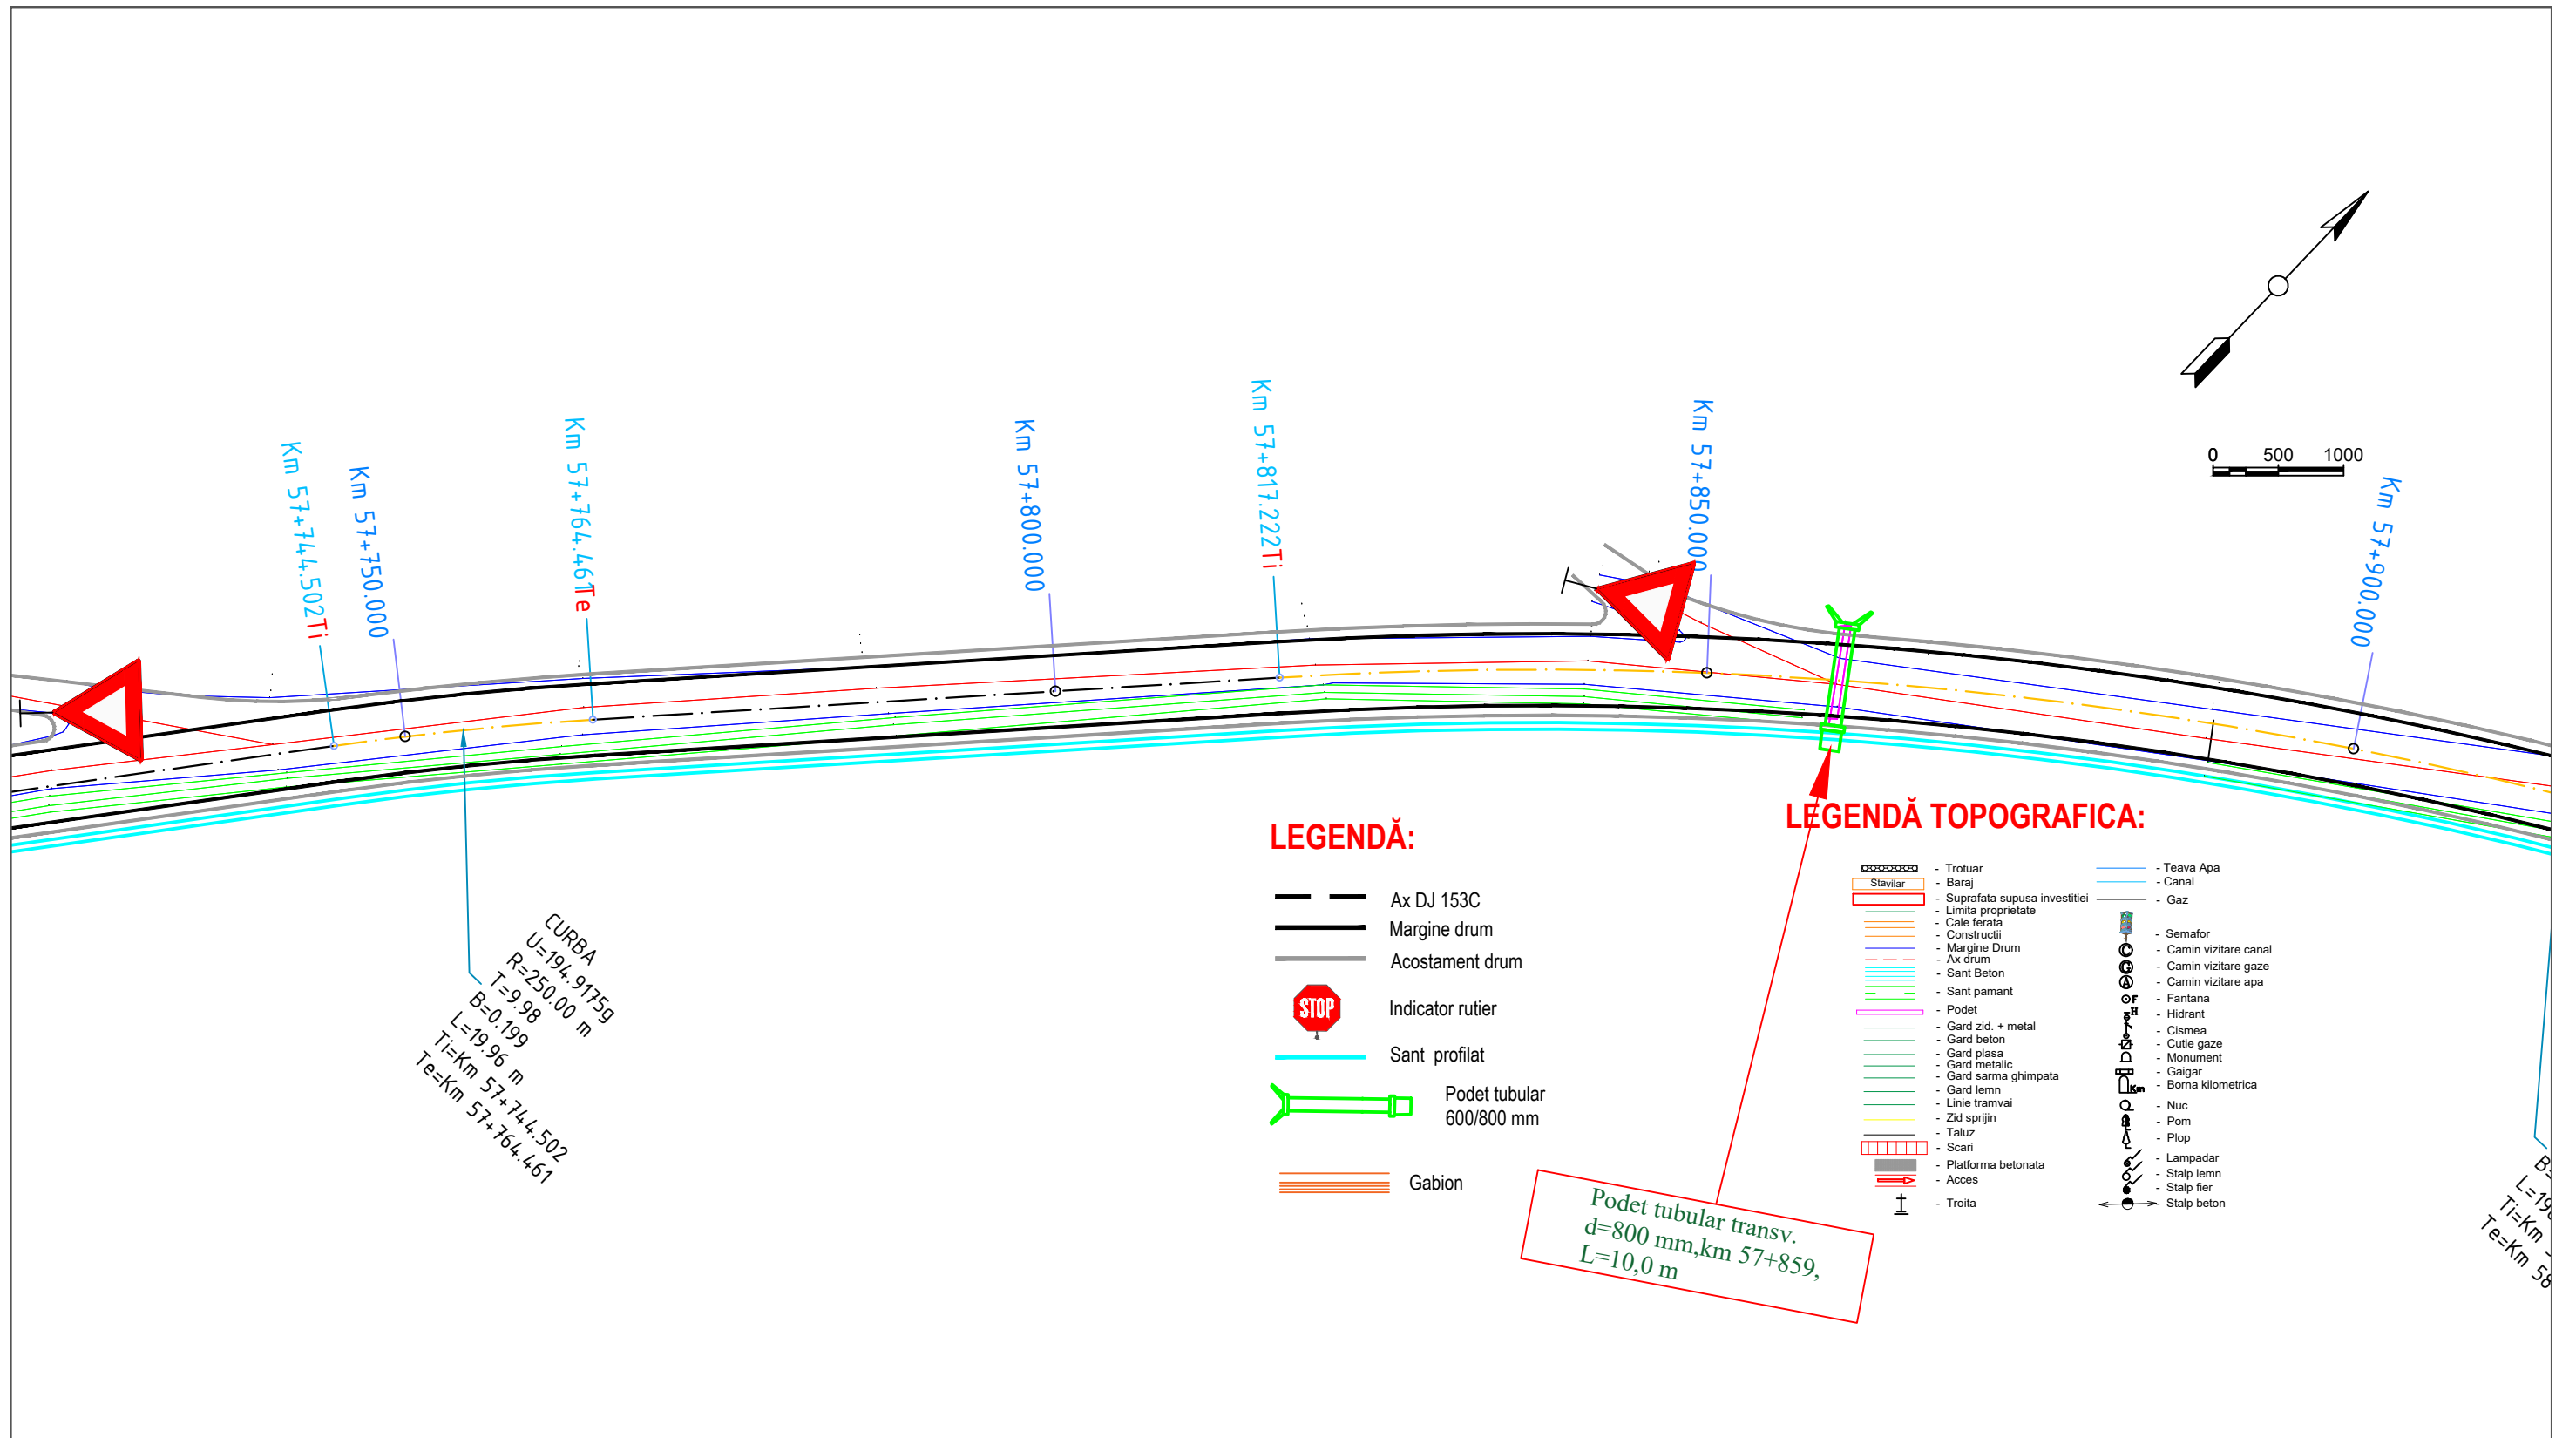 Km 57+744.502Ti
Km 57+750.000
Km 57+764.461Te
Km 57+800.000
Km 57+817.222Ti
Km 57+850.000
Km 57+900.000
0 500 1000
CURBA
U=194.9175g
R=250.00 m
T=9.98
B=0.199
L=19.96 m
Ti=Km 57+744.502
Te=Km 57+764.461
LEGENDĂ:
Ax DJ 153C
Margine drum
Acostament drum
STOP
Indicator rutier
Sant profilat
Podet tubular
600/800 mm
Gabion
Podet tubular transv.
d=800 mm,km 57+859,
L=10,0 m
LEGENDĂ TOPOGRAFICA:
- Trotuar
Stavilar - Baraj
- Suprafata supusa investitiei
- Limita proprietate
- Cale ferata
- Constructii
- Margine Drum
- Ax drum
- Sant Beton
- Sant pamant
- Podet
- Gard zid. + metal
- Gard beton
- Gard plasa
- Gard metalic
- Gard sarma ghimpata
- Gard lemn
- Linie tramvai
- Zid sprijin
- Taluz
- Scari
- Platforma betonata
- Acces
- Troita
- Teava Apa
- Canal
- Gaz
- Semafor
C - Camin vizitare canal
G - Camin vizitare gaze
A - Camin vizitare apa
F - Fantana
H - Hidrant
- Cismea
- Cutie gaze
- Monument
- Gaigar
Km - Borna kilometrica
- Nuc
- Pom
- Plop
- Lampadar
- Stalp lemn
- Stalp fier
- Stalp beton
L=19
Ti=Km
Te=Km 58